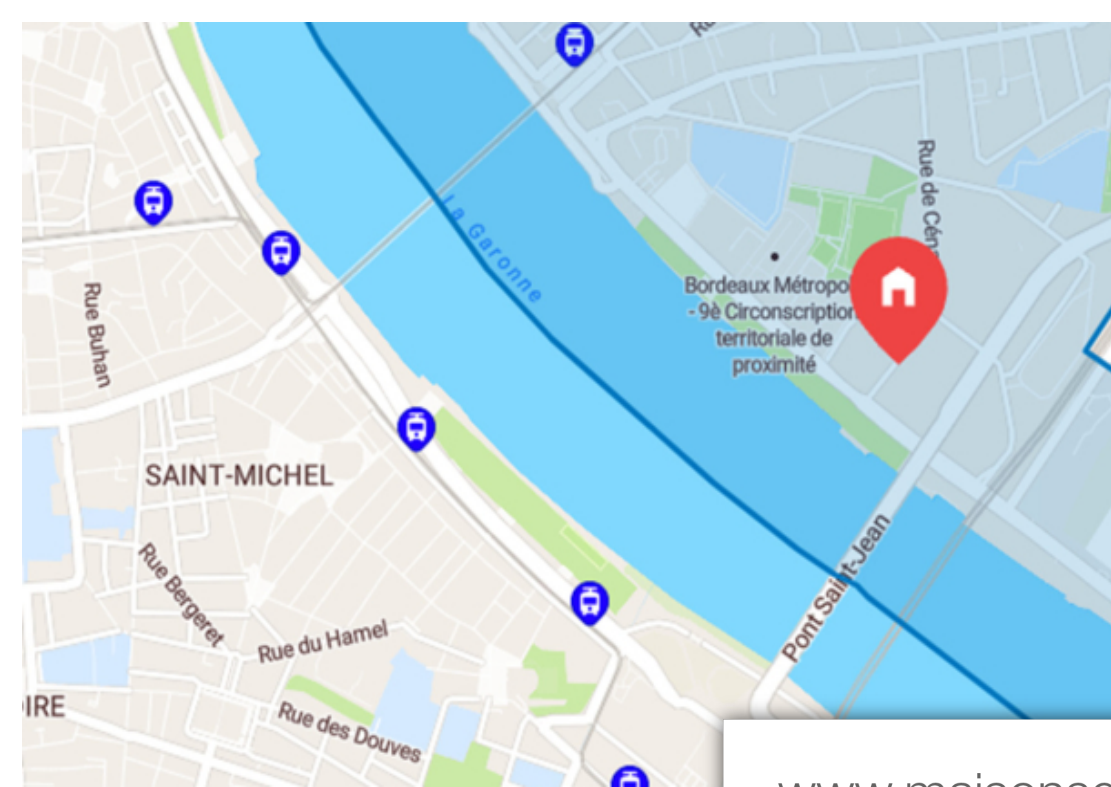 La Garonne
Rue de Cén
Bordeaux Métropo
- 9è Circonscription
territoriale de
proximité
Rue Buhan
SAINT-MICHEL
Pont Saint-Jean
Rue Bergeret
Rue du Hamel
OIRE
Rue des Douves